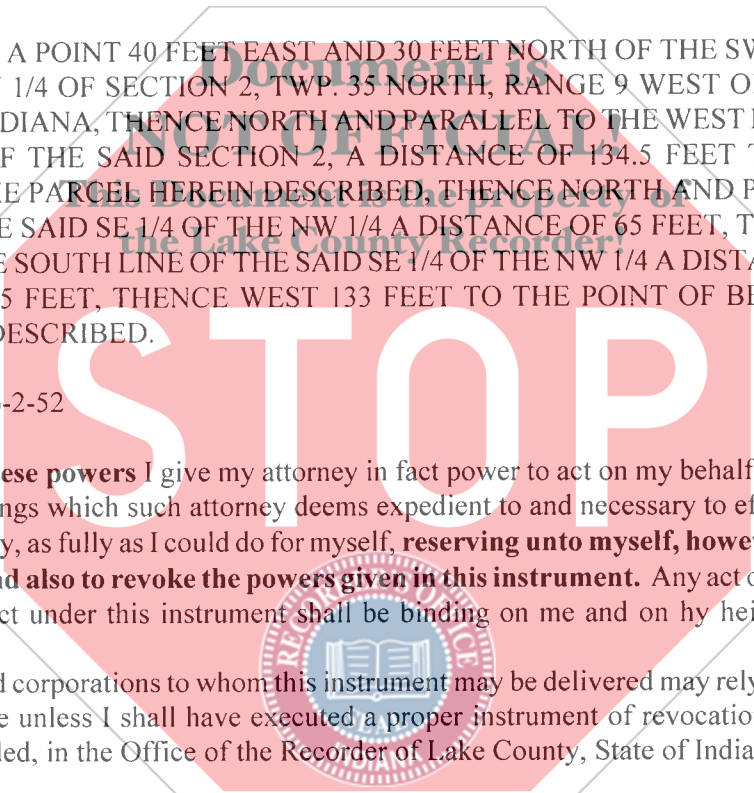 A POINT 40 FEET EAST AND 30 FEET NORTH OF THE SW
1/4 OF SECTION 2, TWP. 35 NORTH, RANGE 9 WEST O
DIANA, THENCE NORTH AND PARALLEL TO THE WEST
F THE SAID SECTION 2, A DISTANCE OF 134.5 FEET
E PARCEL HEREIN DESCRIBED, THENCE NORTH AND P
E SAID SE 1/4 OF THE NW 1/4 A DISTANCE OF 65 FEET, T
E SOUTH LINE OF THE SAID SE 1/4 OF THE NW 1/4 A DISTA
5 FEET, THENCE WEST 133 FEET TO THE POINT OF BE
DESCRIBED.
-2-52
ese powers I give my attorney in fact power to act on my behalf
ngs which such attorney deems expedient to and necessary to ef
y, as fully as I could do for myself, reserving unto myself, howe
d also to revoke the powers given in this instrument. Any act o
ct under this instrument shall be binding on me and on hy hei
d corporations to whom this instrument may be delivered may rely
e unless I shall have executed a proper instrument of revocatio
led, in the Office of the Recorder of Lake County, State of India
Document is
NOT OFFICIAL!
This Document is the property of
the Lake County Recorder!
STOP
RECORDER'S OFFICE
INDIANA